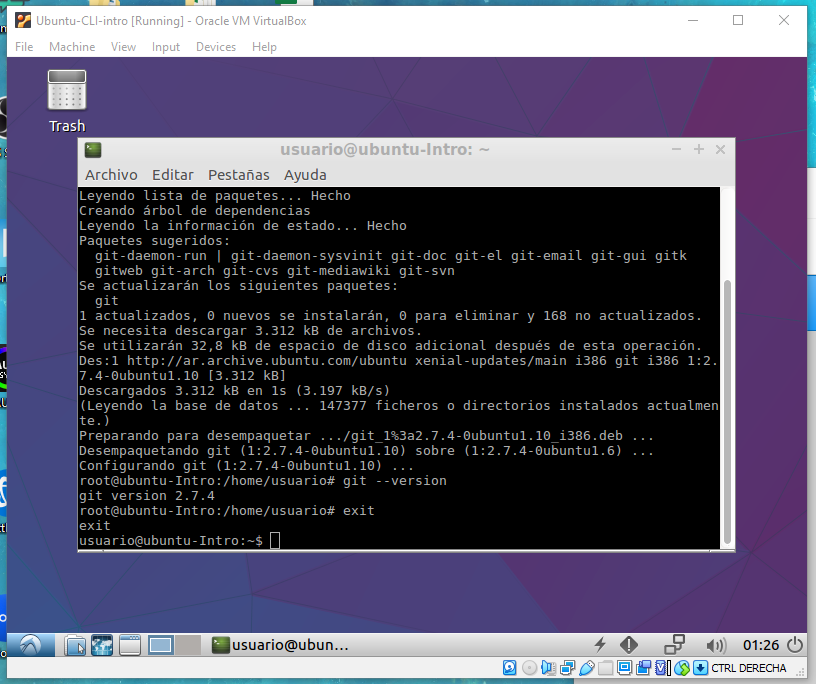 Ubuntu-CLI-intro [Running] - Oracle VM VirtualBox
File Machine View Input Devices Help
Trash
usuario@ubuntu-Intro: ~
Archivo Editar Pestañas Ayuda
Leyendo lista de paquetes... Hecho
Creando árbol de dependencias
Leyendo la información de estado... Hecho
Paquetes sugeridos:
  git-daemon-run | git-daemon-sysvinit git-doc git-el git-email git-gui gitk
  gitweb git-arch git-cvs git-mediawiki git-svn
Se actualizarán los siguientes paquetes:
  git
1 actualizados, 0 nuevos se instalarán, 0 para eliminar y 168 no actualizados.
Se necesita descargar 3.312 kB de archivos.
Se utilizarán 32,8 kB de espacio de disco adicional después de esta operación.
Des:1 http://ar.archive.ubuntu.com/ubuntu xenial-updates/main i386 git i386 1:2.
7.4-0ubuntu1.10 [3.312 kB]
Descargados 3.312 kB en 1s (3.197 kB/s)
(Leyendo la base de datos ... 147377 ficheros o directorios instalados actualmen
te.)
Preparando para desempaquetar .../git_1%3a2.7.4-0ubuntu1.10_i386.deb ...
Desempaquetando git (1:2.7.4-0ubuntu1.10) sobre (1:2.7.4-0ubuntu1.6) ...
Configurando git (1:2.7.4-0ubuntu1.10) ...
root@ubuntu-Intro:/home/usuario# git --version
git version 2.7.4
root@ubuntu-Intro:/home/usuario# exit
exit
usuario@ubuntu-Intro:~$
usuario@ubun...
01:26
CTRL DERECHA